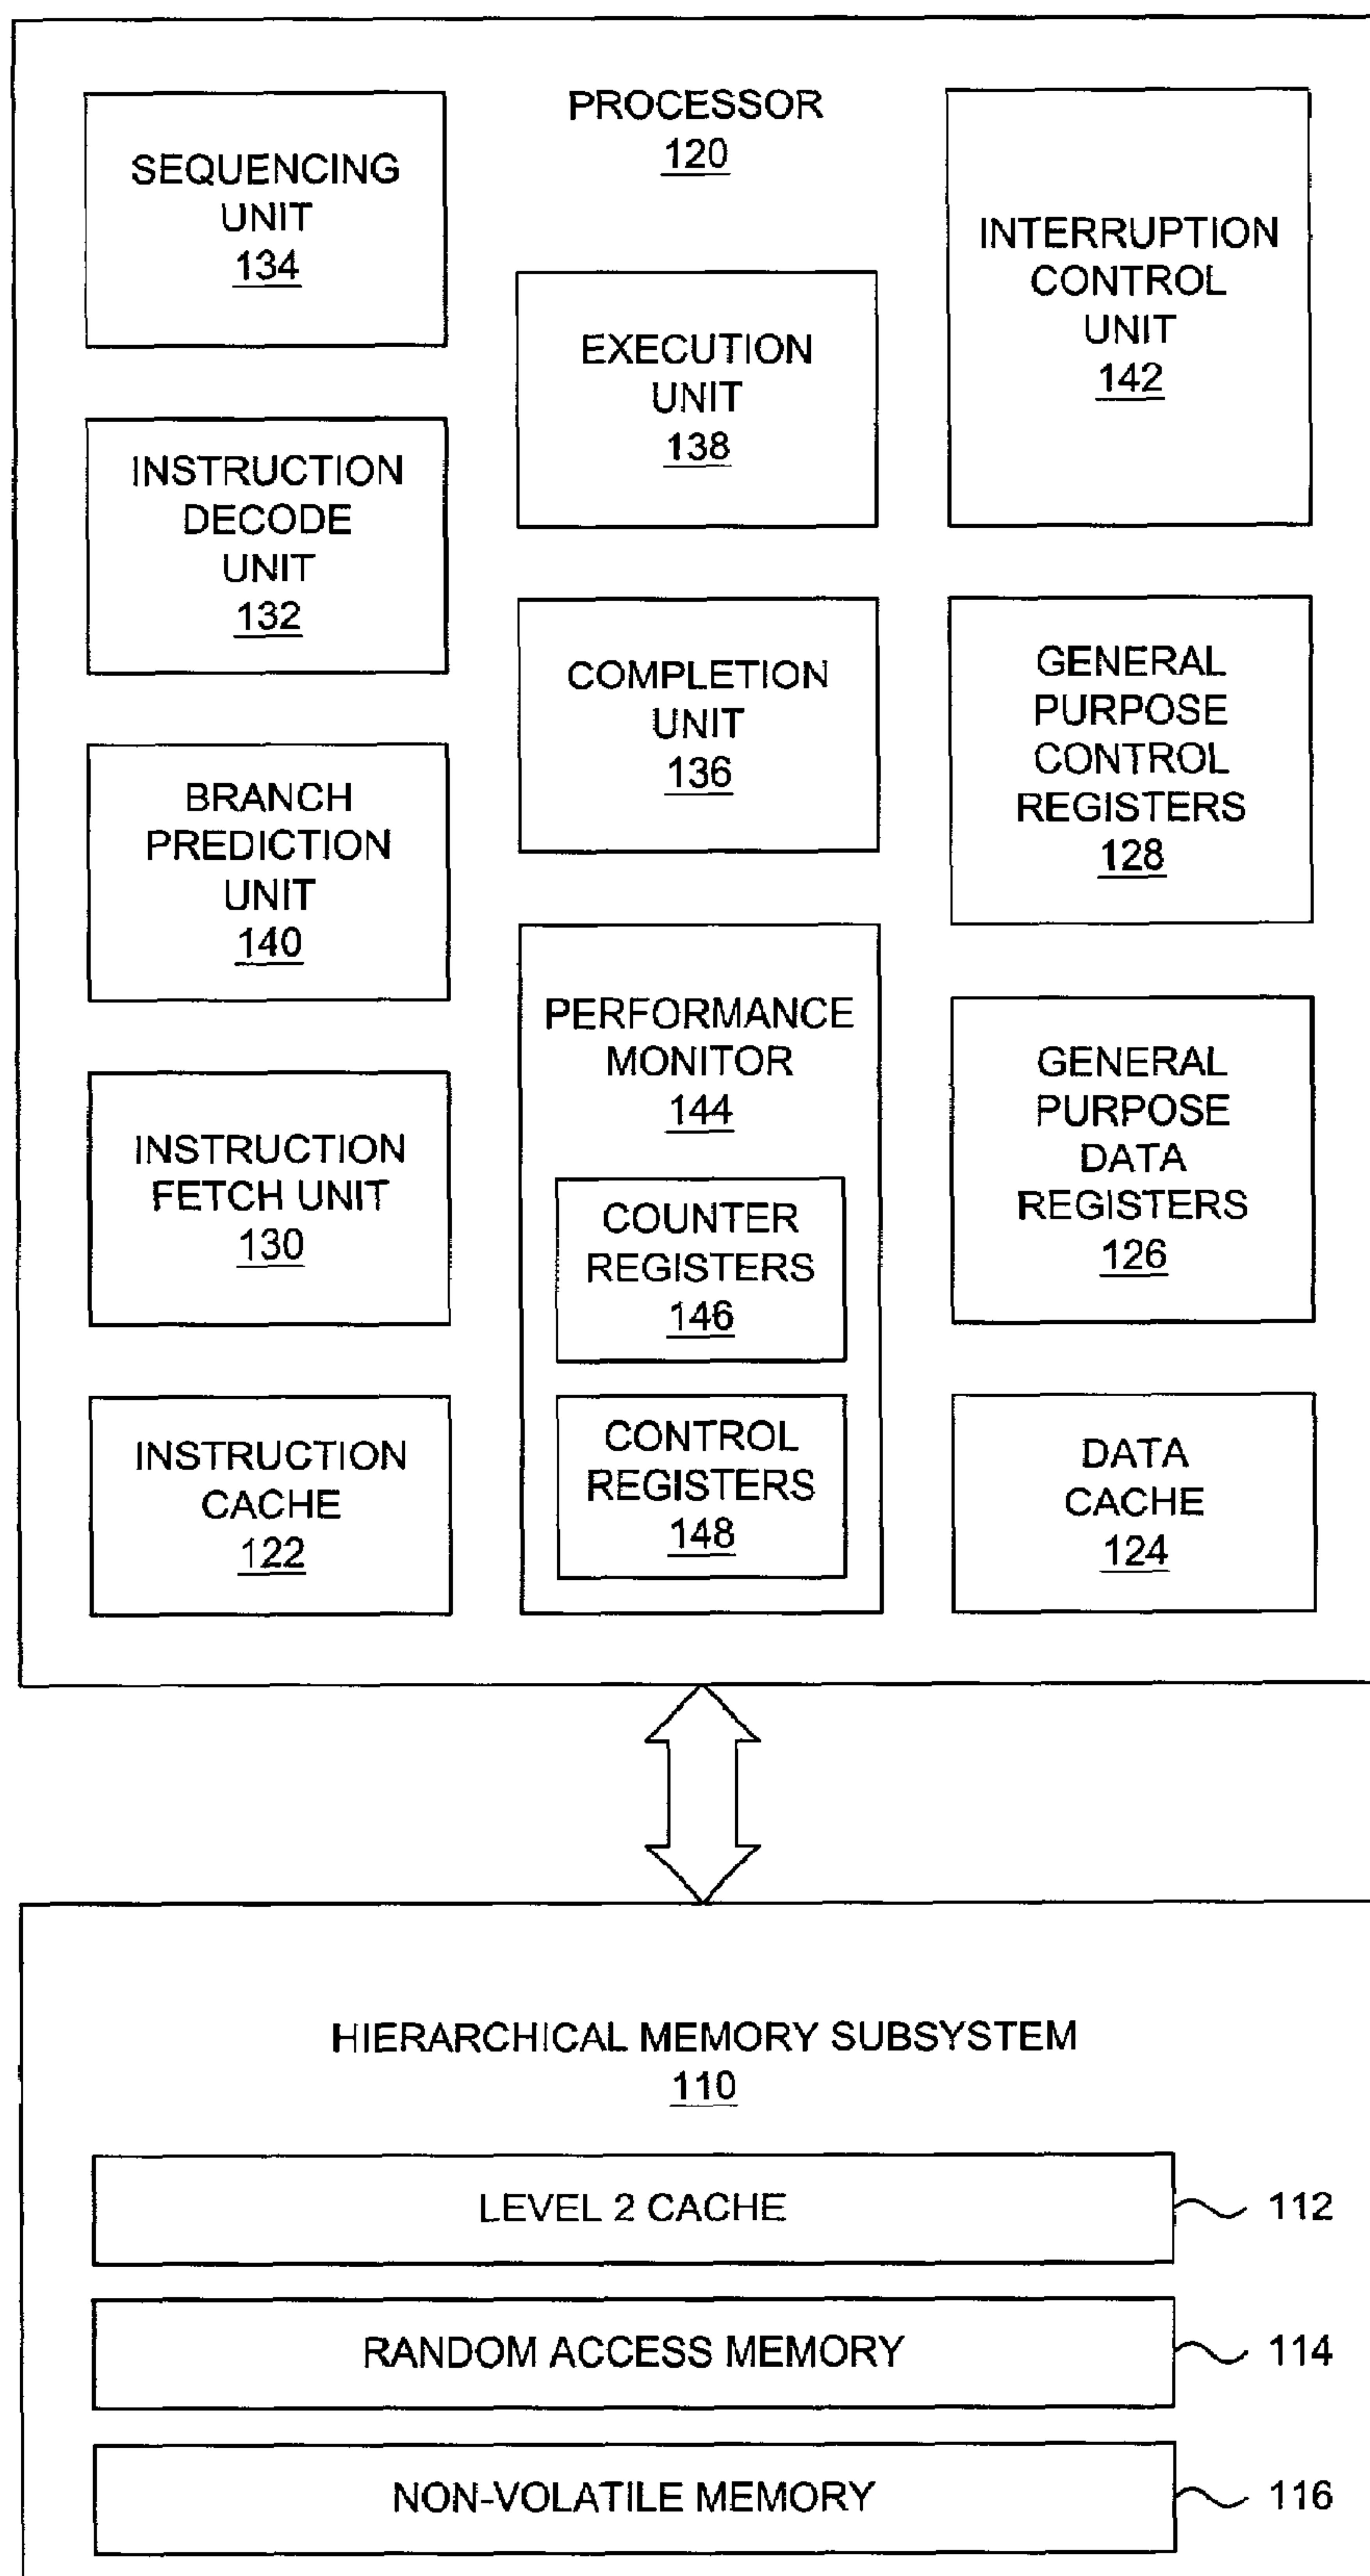 PROCESSOR
120
SEQUENCING
UNIT
134
INSTRUCTION
DECODE
UNIT
132
BRANCH
PREDICTION
UNIT
140
INSTRUCTION
FETCH UNIT
130
INSTRUCTION
CACHE
122
EXECUTION
UNIT
138
COMPLETION
UNIT
136
PERFORMANCE
MONITOR
144
COUNTER
REGISTERS
146
CONTROL
REGISTERS
148
INTERRUPTION
CONTROL
UNIT
142
GENERAL
PURPOSE
CONTROL
REGISTERS
128
GENERAL
PURPOSE
DATA
REGISTERS
126
DATA
CACHE
124
HIERARCHICAL MEMORY SUBSYSTEM
110
LEVEL 2 CACHE 112
RANDOM ACCESS MEMORY 114
NON-VOLATILE MEMORY 116